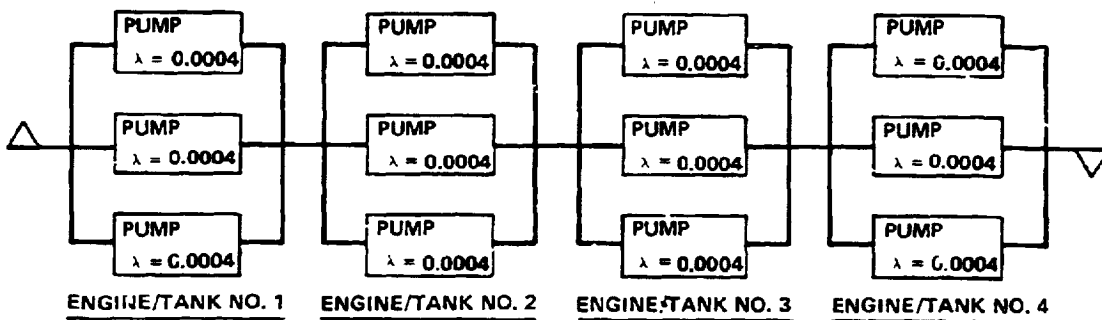 PUMP PUMP PUMP PUMP
λ = 0.0004 λ = 0.0004 λ = 0.0004 λ = 0.0004
PUMP PUMP PUMP PUMP
λ = 0.0004 λ = 0.0004 λ = 0.0004 λ = 0.0004
PUMP PUMP PUMP PUMP
λ = 0.0004 λ = 0.0004 λ = 0.0004 λ = 0.0004
ENGINE/TANK NO. 1 ENGINE/TANK NO. 2 ENGINE/TANK NO. 3 ENGINE/TANK NO. 4